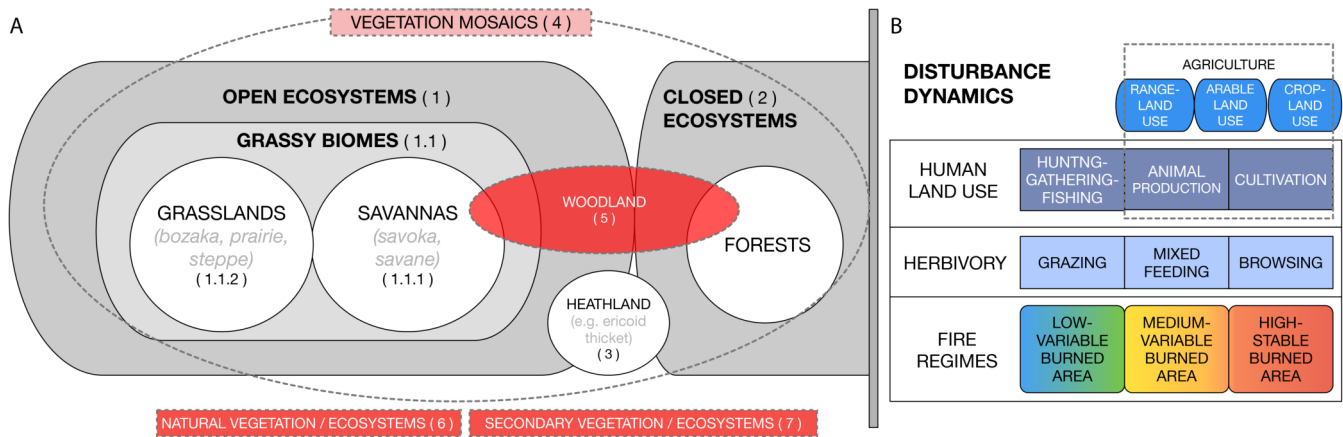 A
VEGETATION MOSAICS ( 4 )
OPEN ECOSYSTEMS ( 1 )
CLOSED ( 2 )
ECOSYSTEMS
GRASSY BIOMES ( 1.1 )
GRASSLANDS
(bozaka, prairie,
steppe)
( 1.1.2 )
SAVANNAS
(savoka,
savane)
( 1.1.1 )
WOODLAND
( 5 )
FORESTS
HEATHLAND
(e.g. ericoid
thicket)
( 3 )
NATURAL VEGETATION / ECOSYSTEMS ( 6 )
SECONDARY VEGETATION / ECOSYSTEMS ( 7 )
B
DISTURBANCE
DYNAMICS
AGRICULTURE
RANGE-
LAND
USE
ARABLE
LAND
USE
CROP-
LAND
USE
HUMAN
LAND USE
HUNTNG-
GATHERING-
FISHING
ANIMAL
PRODUCTION
CULTIVATION
HERBIVORY
GRAZING
MIXED
FEEDING
BROWSING
FIRE
REGIMES
LOW-
VARIABLE
BURNED
AREA
MEDIUM-
VARIABLE
BURNED
AREA
HIGH-
STABLE
BURNED
AREA